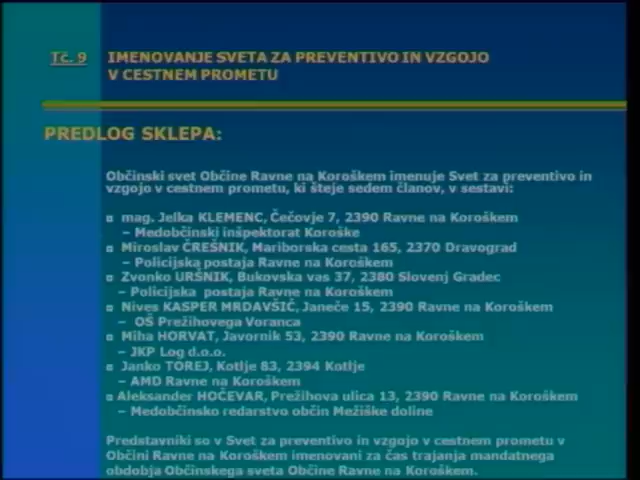 Tč. 9 IMENOVANJE SVETA ZA PREVENTIVO IN VZGOJO
V CESTNEM PROMETU
PREDLOG SKLEPA:
Občinski svet Občine Ravne na Koroškem imenuje Svet za preventivo in
vzgojo v cestnem prometu, ki šteje sedem članov, v sestavi:
mag. Jelka KLEMENC, Čečovje 7, 2390 Ravne na Koroškem
– Medobčinski inšpektorat Koroške
Miroslav ČREŠNIK, Mariborska cesta 165, 2370 Dravograd
– Policijska postaja Ravne na Koroškem
Zvonko URŠNIK, Bukovska vas 37, 2380 Slovenj Gradec
– Policijska postaja Ravne na Koroškem
Nives KASPER MRDAVŠIČ, Janeče 15, 2390 Ravne na Koroškem
– OŠ Prežihovega Voranca
Miha HORVAT, Javornik 53, 2390 Ravne na Koroškem
– JKP Log d.o.o.
Janko TOREJ, Kotlje 83, 2394 Kotlje
– AMD Ravne na Koroškem
Aleksander HOČEVAR, Prežihova ulica 13, 2390 Ravne na Koroškem
– Medobčinsko redarstvo občin Mežiške doline
Predstavniki so v Svet za preventivo in vzgojo v cestnem prometu v
Občini Ravne na Koroškem imenovani za čas trajanja mandatnega
obdobja Občinskega sveta Občine Ravne na Koroškem.